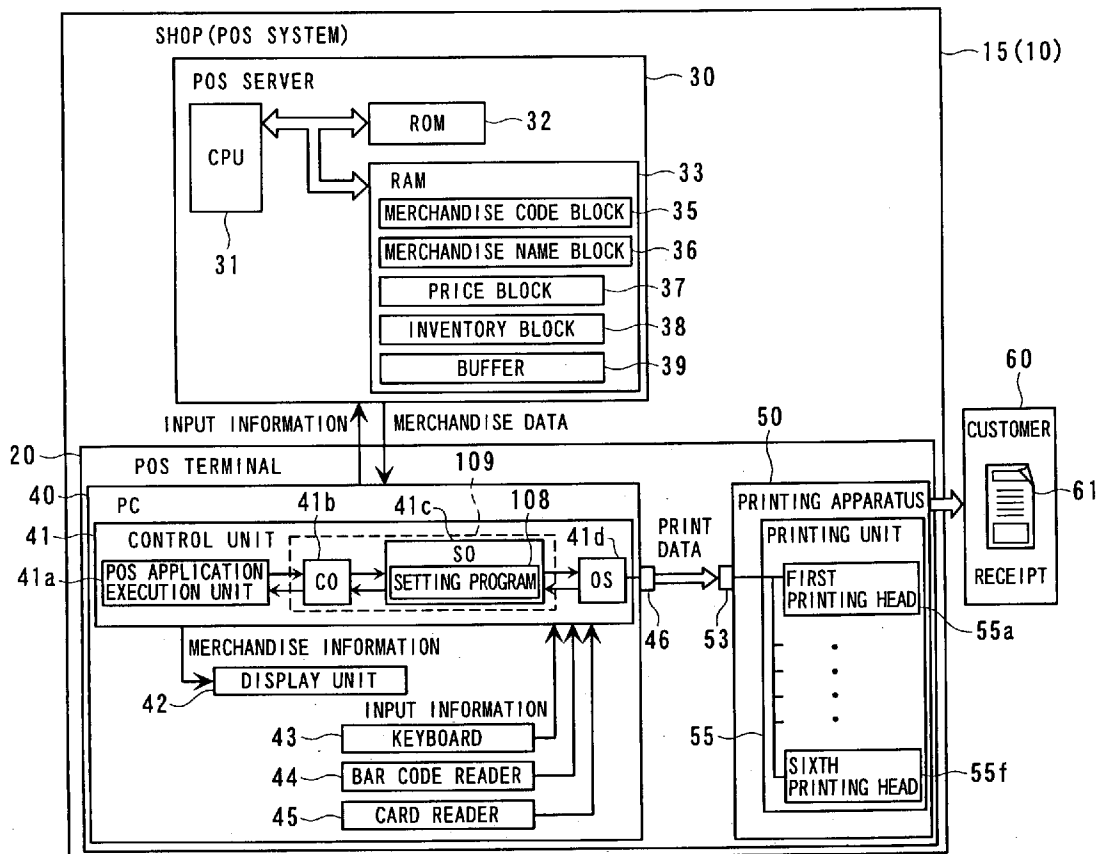 SHOP(POS SYSTEM)
15(10)
POS SERVER
30
CPU
31
ROM
32
RAM
33
MERCHANDISE CODE BLOCK
35
MERCHANDISE NAME BLOCK
36
PRICE BLOCK
37
INVENTORY BLOCK
38
BUFFER
39
INPUT INFORMATION
MERCHANDISE DATA
20
POS TERMINAL
40
PC
109
41
CONTROL UNIT
41a
POS APPLICATION
EXECUTION UNIT
41b
CO
41c
SO
108
SETTING PROGRAM
41d
OS
46
PRINT
DATA
53
50
PRINTING APPARATUS
PRINTING UNIT
FIRST
PRINTING HEAD
55a
55
SIXTH
PRINTING HEAD
55f
60
CUSTOMER
61
RECEIPT
MERCHANDISE INFORMATION
DISPLAY UNIT
42
INPUT INFORMATION
43
KEYBOARD
44
BAR CODE READER
45
CARD READER